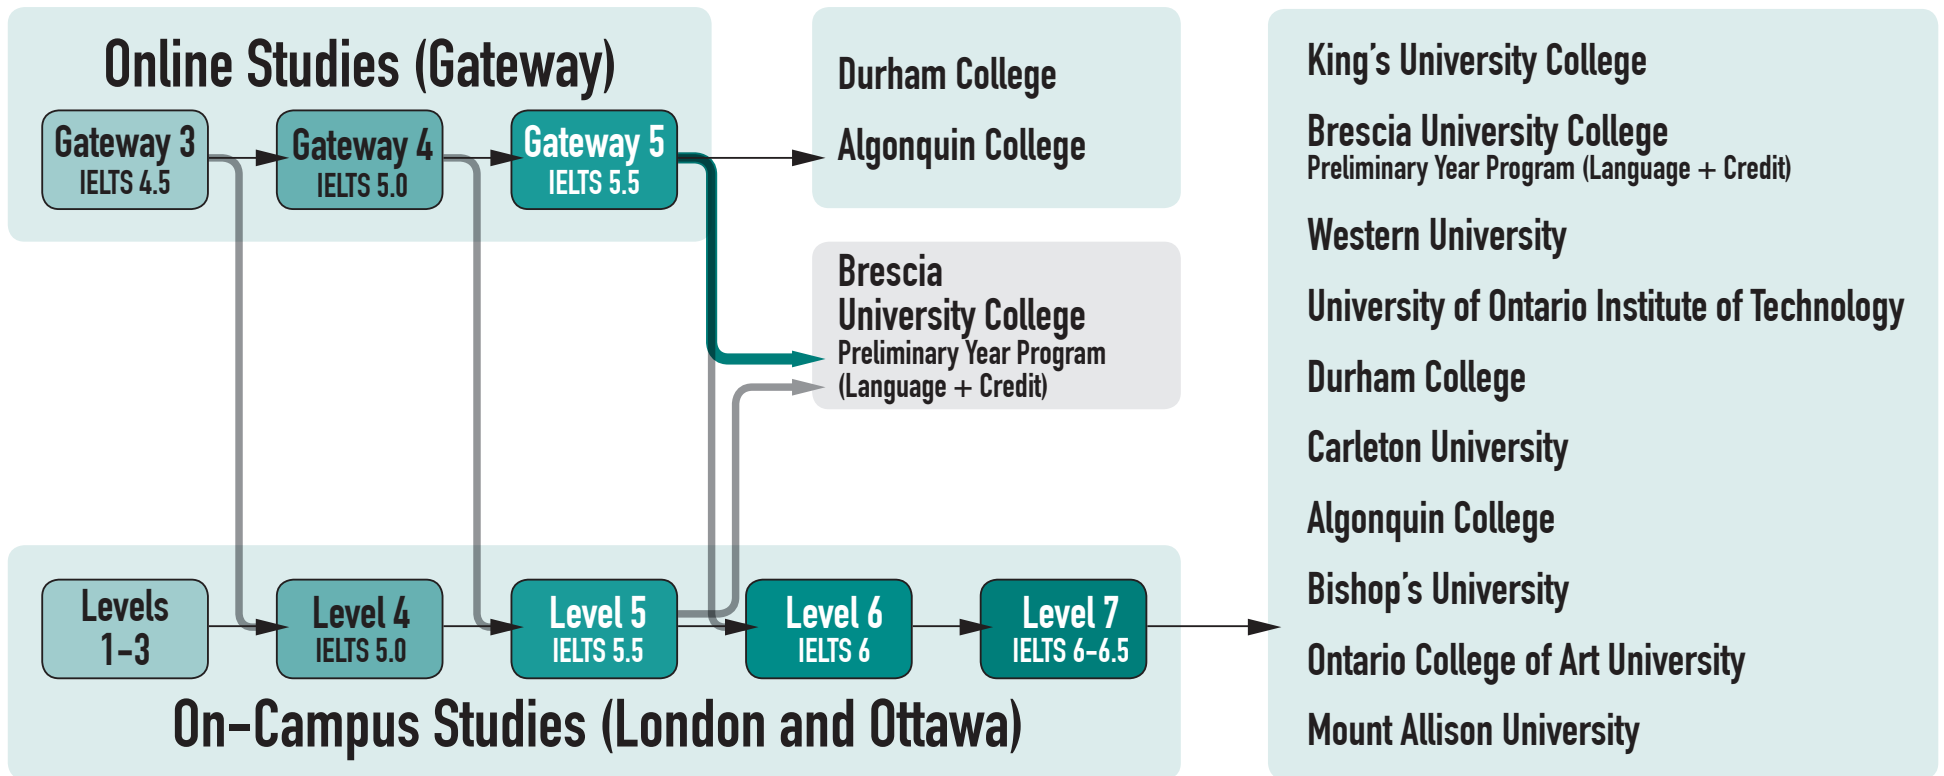 Online Studies (Gateway)
Gateway 3
IELTS 4.5
Gateway 4
IELTS 5.0
Gateway 5
IELTS 5.5
Durham College
Algonquin College
Brescia
University College
Preliminary Year Program
(Language + Credit)
Levels
1-3
Level 4
IELTS 5.0
Level 5
IELTS 5.5
Level 6
IELTS 6
Level 7
IELTS 6-6.5
On-Campus Studies (London and Ottawa)
King's University College
Brescia University College
Preliminary Year Program (Language + Credit)
Western University
University of Ontario Institute of Technology
Durham College
Carleton University
Algonquin College
Bishop's University
Ontario College of Art University
Mount Allison University